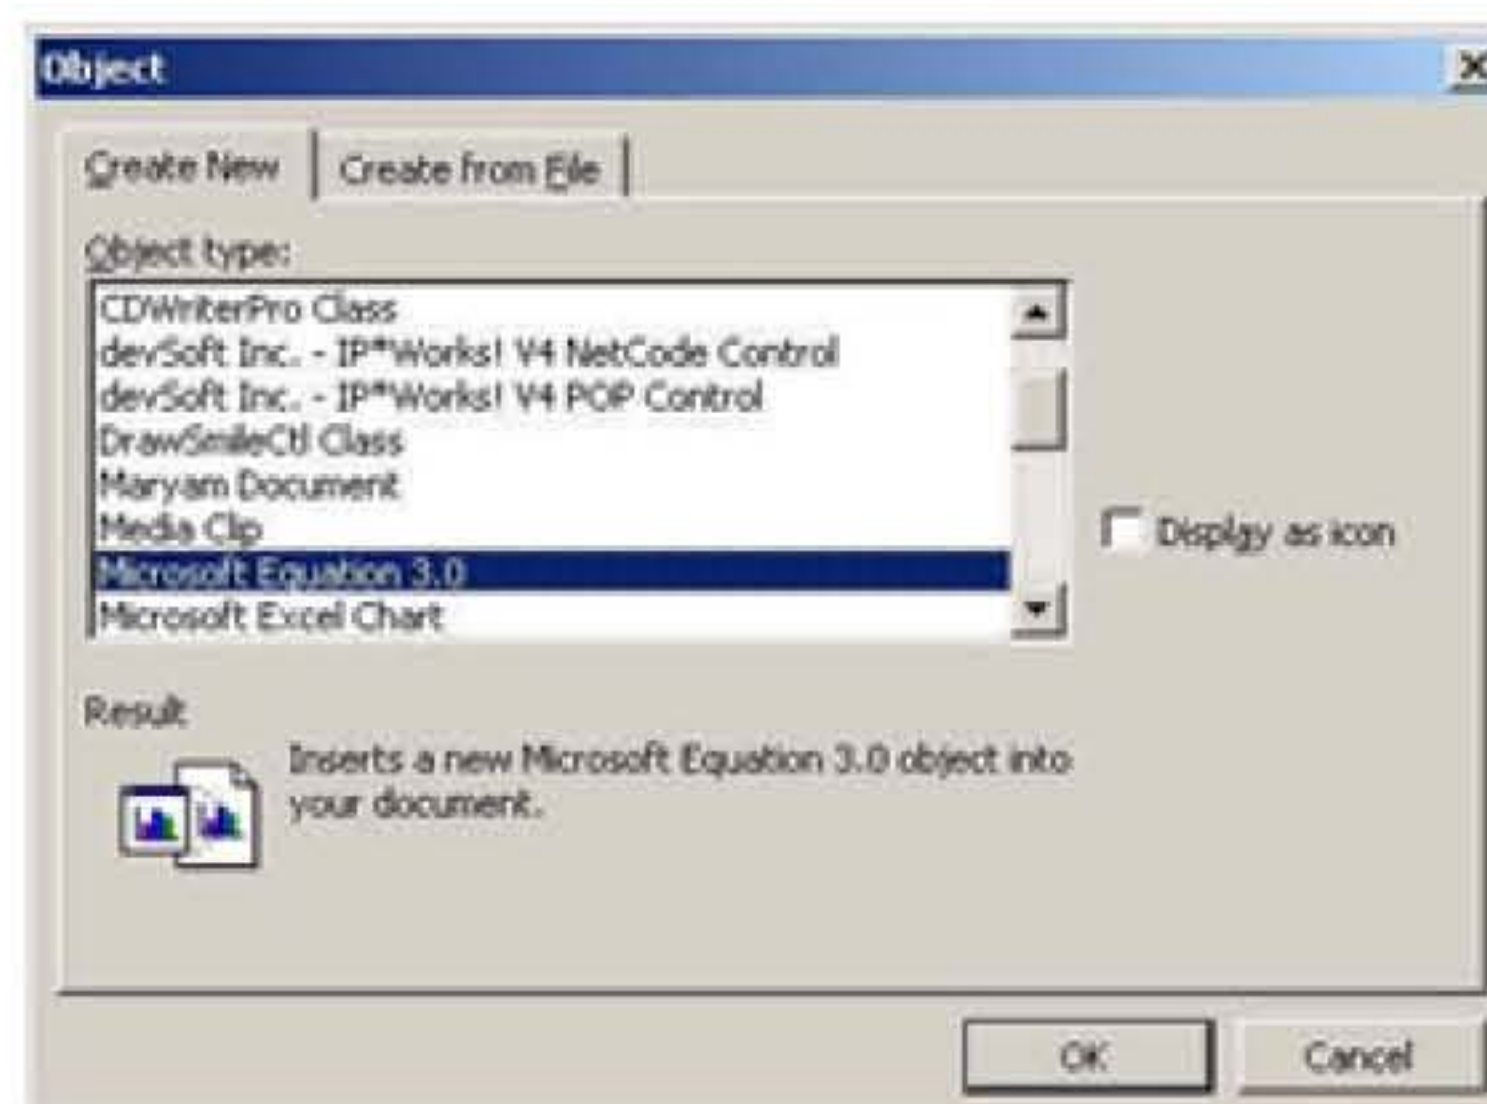 Object
Create New
Create from File
Object type:
CDWriterPro Class
devSoft Inc. - IP*Works! V4 NetCode Control
devSoft Inc. - IP*Works! V4 POP Control
DrawSmileCtl Class
Maryam Document
Media Clip
Microsoft Equation 3.0
Microsoft Excel Chart
Display as icon
Result
Inserts a new Microsoft Equation 3.0 object into
your document.
OK
Cancel